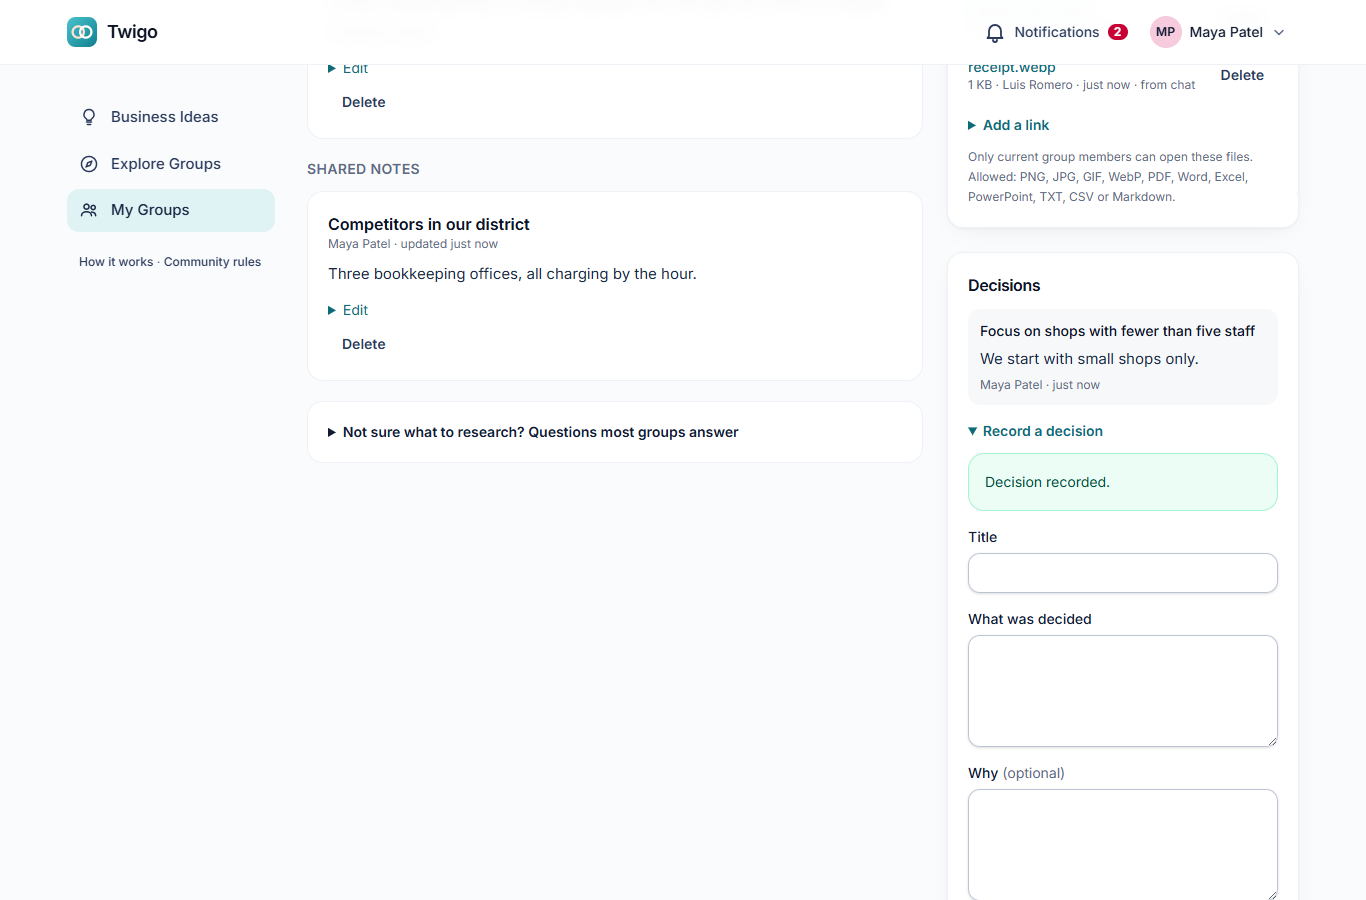 Twigo
Notifications 2
MP Maya Patel
Business Ideas
Explore Groups
My Groups
How it works · Community rules
Edit
Delete
SHARED NOTES
Competitors in our district
Maya Patel · updated just now
Three bookkeeping offices, all charging by the hour.
Edit
Delete
Not sure what to research? Questions most groups answer
receipt.webp
1 KB · Luis Romero · just now · from chat
Delete
Add a link
Only current group members can open these files.
Allowed: PNG, JPG, GIF, WebP, PDF, Word, Excel,
PowerPoint, TXT, CSV or Markdown.
Decisions
Focus on shops with fewer than five staff
We start with small shops only.
Maya Patel · just now
Record a decision
Decision recorded.
Title
What was decided
Why (optional)